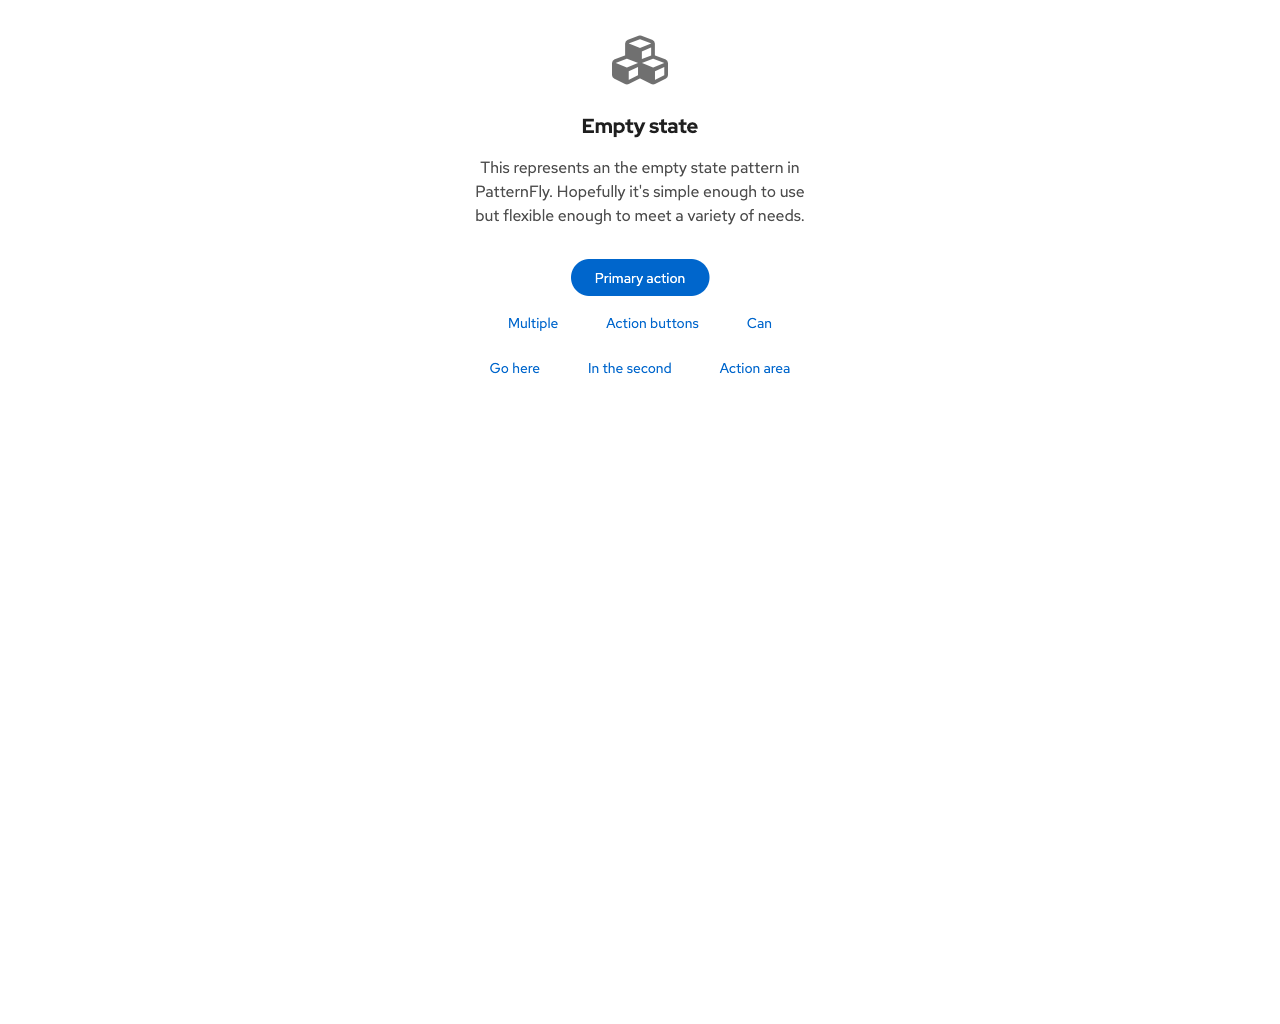 Empty state
This represents an the empty state pattern in
PatternFly. Hopefully it's simple enough to use
but flexible enough to meet a variety of needs.
Primary action
Multiple Action buttons Can
Go here In the second Action area